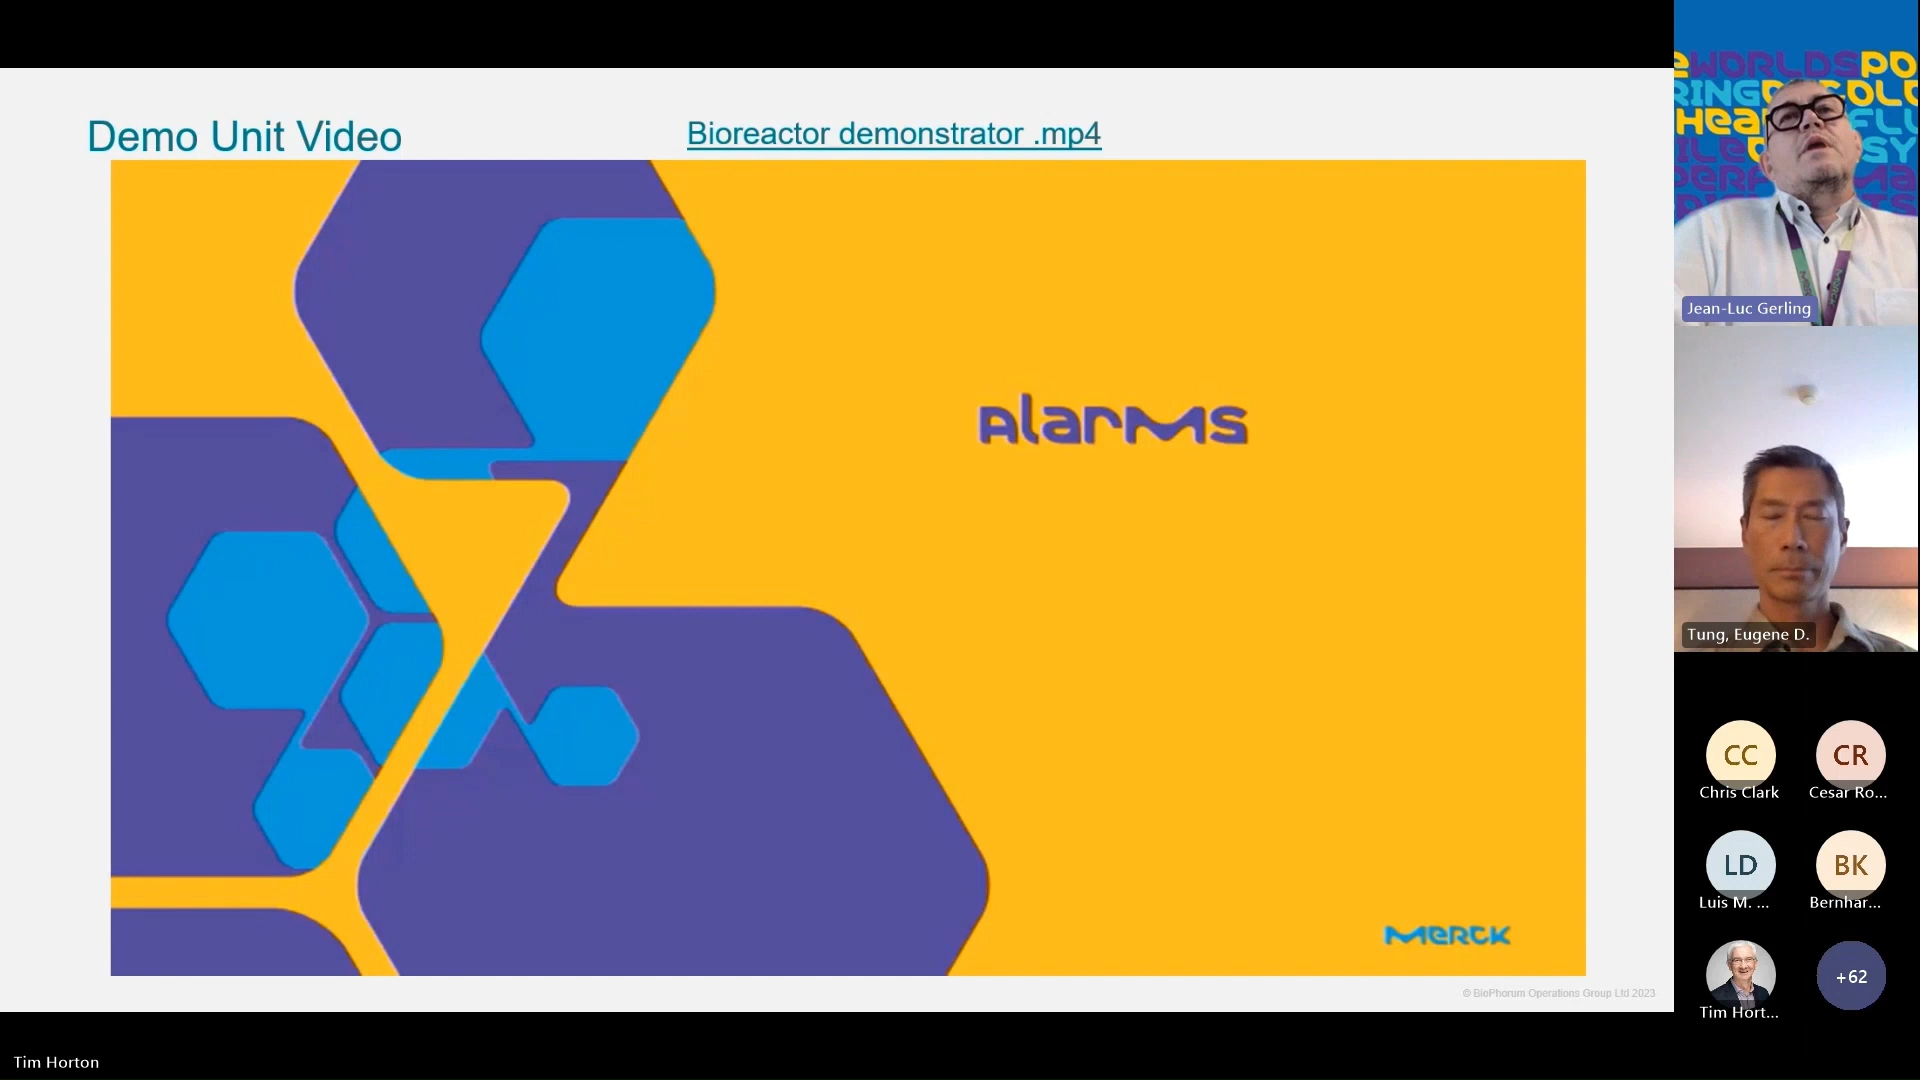 Demo Unit Video
Bioreactor demonstrator .mp4
Alarms
MERCK
© BioPhorum Operations Group Ltd 2023
Jean-Luc Gerling
Tung, Eugene D.
CC
Chris Clark
CR
Cesar Ro...
LD
Luis M. ...
BK
Bernhar...
Tim Hort...
+62
Tim Horton